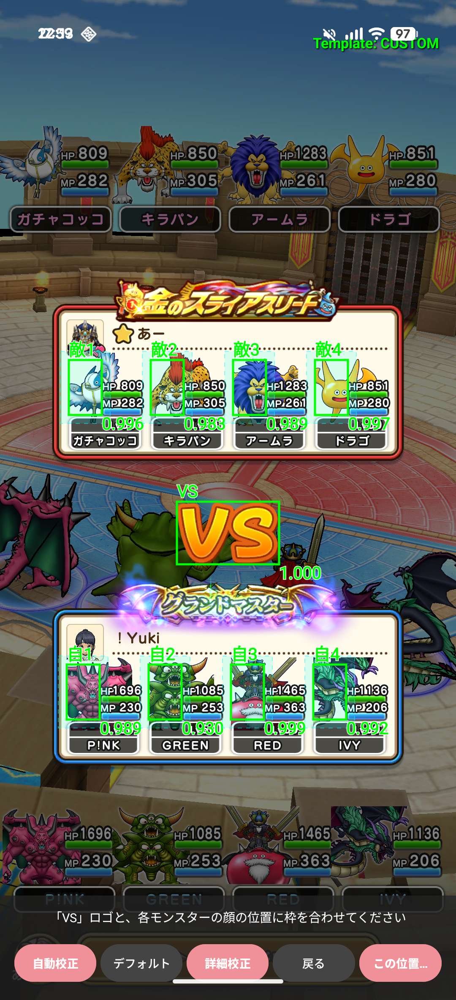 97
Template: CUSTOM
HP 809 HP 850 HP 1283 HP 851
MP 282 MP 305 MP 261 MP 280
ガチャコッコ キラパン アームラ ドラゴ
金のスライアスリート
あー
敵1 敵2 敵3 敵4
HP 809 HP 850 HP 1283 HP 851
MP 282 MP 305 MP 261 MP 280
0.996 0.983 0.989 0.997
ガチャコッコ キラパン アームラ ドラゴ
VS
VS
1.000
グランドマスター
！Yuki
自1 自2 自3 自4
HP 1696 HP 1085 HP 1465 HP 1136
MP 230 MP 253 MP 363 MP 206
0.989 0.930 0.999 0.992
P!NK GREEN RED IVY
HP 1696 HP 1085 HP 1465 HP 1136
MP 230 MP 253 MP 363 MP 206
P!NK GREEN RED IVY
「VS」ロゴと、各モンスターの顔の位置に枠を合わせてください
自動校正 デフォルト 詳細校正 戻る この位置...